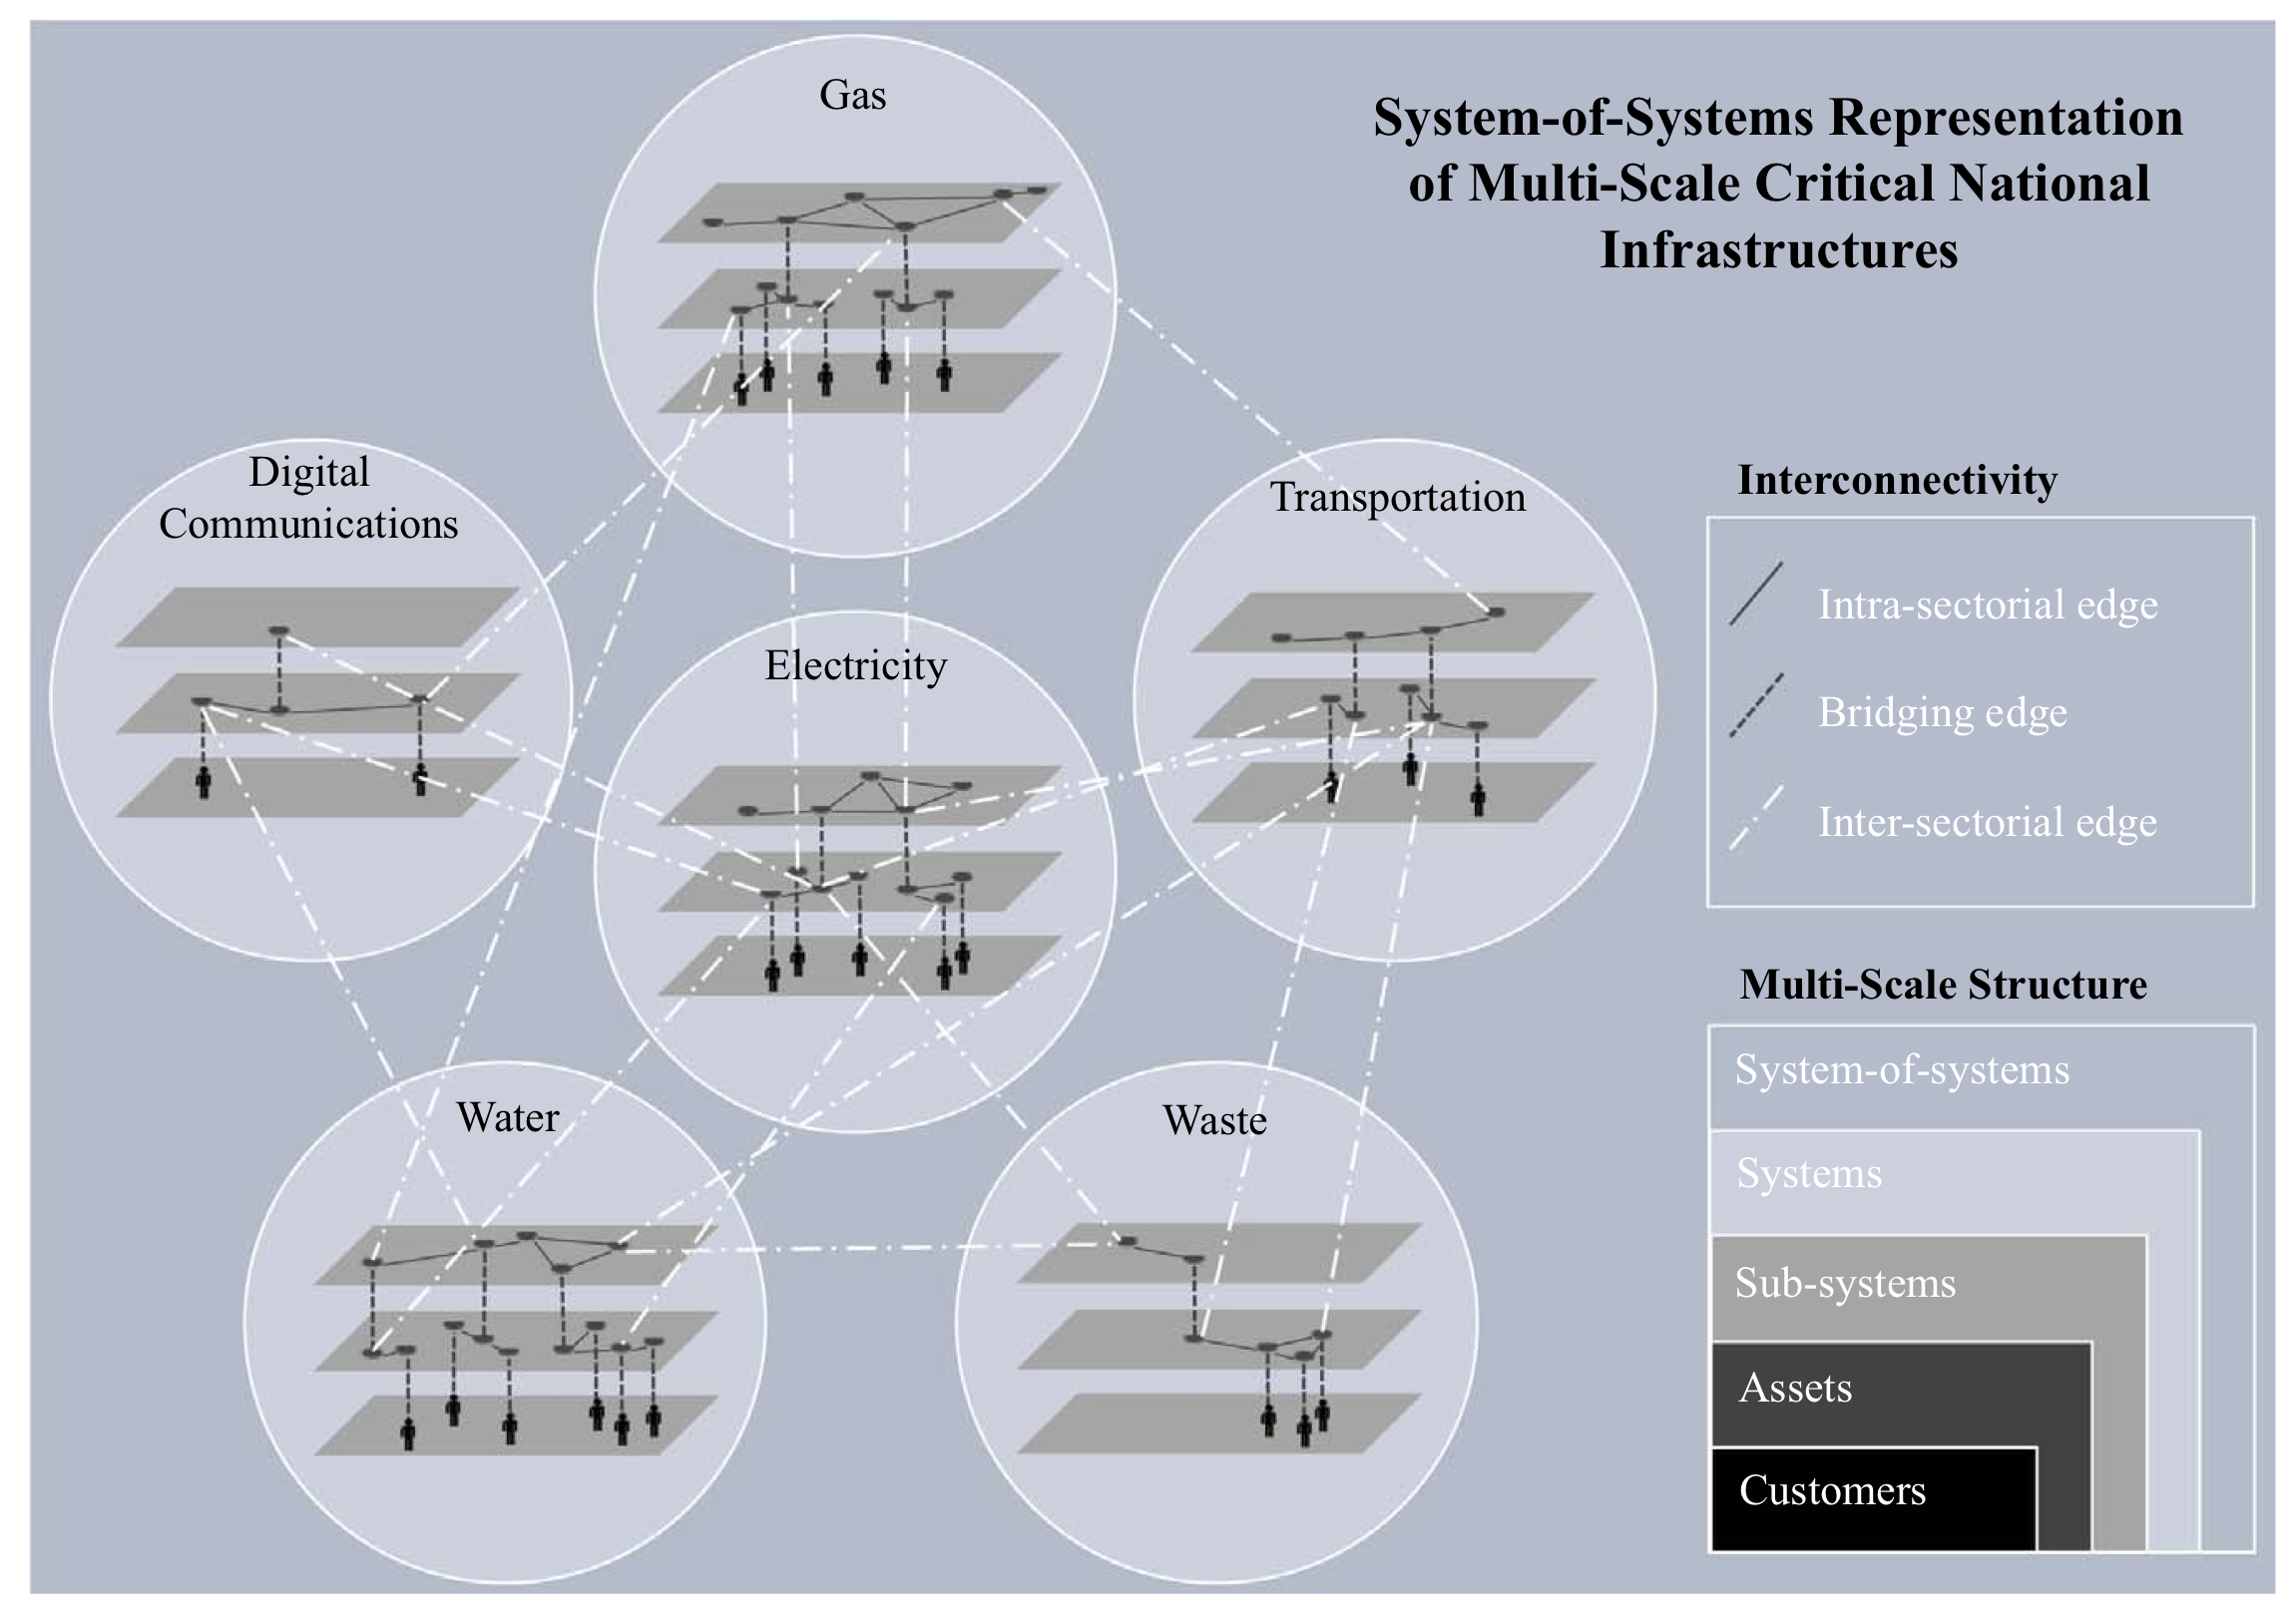 System-of-Systems Representation
of Multi-Scale Critical National
Infrastructures
Gas
Digital
Communications
Transportation
Electricity
Water
Waste
Interconnectivity
Intra-sectorial edge
Bridging edge
Inter-sectorial edge
Multi-Scale Structure
System-of-systems
Systems
Sub-systems
Assets
Customers